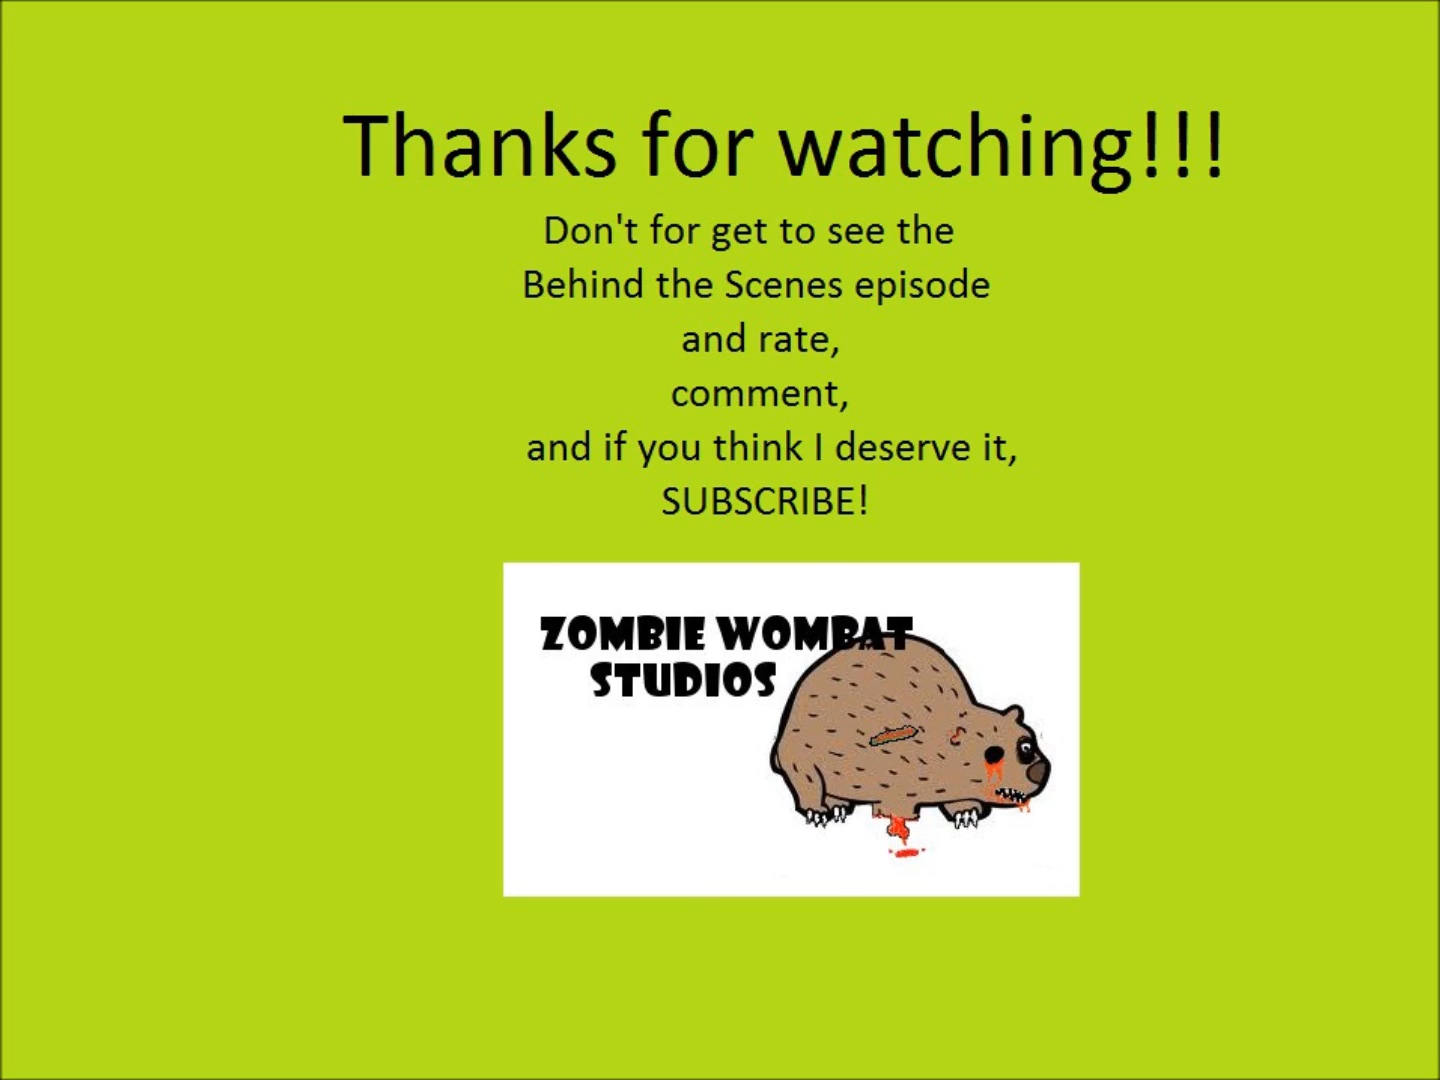 Thanks for watching!!!
Don't for get to see the
Behind the Scenes episode
and rate,
comment,
and if you think I deserve it,
SUBSCRIBE!
ZOMBIE WOMBAT
STUDIOS